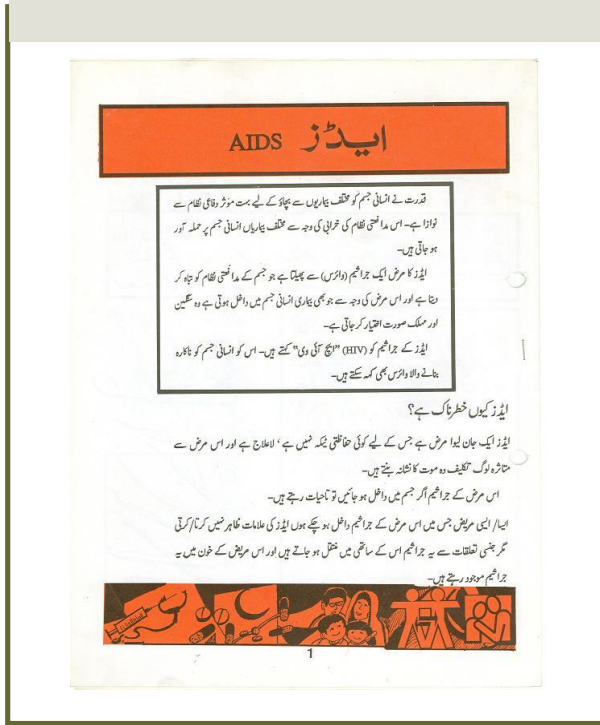 ایڈز AIDS
قدرت نے انسانی جسم کو مختلف بیماریوں سے بچاؤ کے لیے بہت موثر دفاعی نظام سے
نوازا ہے۔ اس مدافعتی نظام کی خرابی کی وجہ سے مختلف بیماریاں انسانی جسم پر حملہ آور
ہو جاتی ہیں۔
ایڈز کا مرض ایک جراثیم (وائرس) سے پھیلتا ہے جو جسم کے مدافعتی نظام کو تباہ کر
دیتا ہے اور اس مرض کی وجہ سے جو بھی بیماری انسانی جسم میں داخل ہوتی ہے وہ سنگین
اور مہلک صورت اختیار کر جاتی ہے۔
ایڈز کے جراثیم کو (HIV) "ایچ آئی وی" کہتے ہیں۔ اس کو انسانی جسم کو ناکارہ
بنانے والا وائرس بھی کہہ سکتے ہیں۔
ایڈز کیوں خطرناک ہے؟
ایڈز ایک جان لیوا مرض ہے جس کے لیے کوئی حفاظتی ٹیکہ نہیں ہے ' لاعلاج ہے اور اس مرض سے
متاثرہ لوگ تکلیف دہ موت کا نشانہ بنتے ہیں۔
اس مرض کے جراثیم اگر جسم میں داخل ہو جائیں تو تاحیات رہتے ہیں۔
ایسا/ ایسی مریض جس میں اس مرض کے جراثیم داخل ہو چکے ہوں ایڈز کی علامات ظاہر نہیں کرتا/کرتی
مگر جنسی تعلقات سے یہ جراثیم اس کے ساتھی میں منتقل ہو جاتے ہیں اور اس مریض کے خون میں یہ
جراثیم موجود رہتے ہیں۔
1